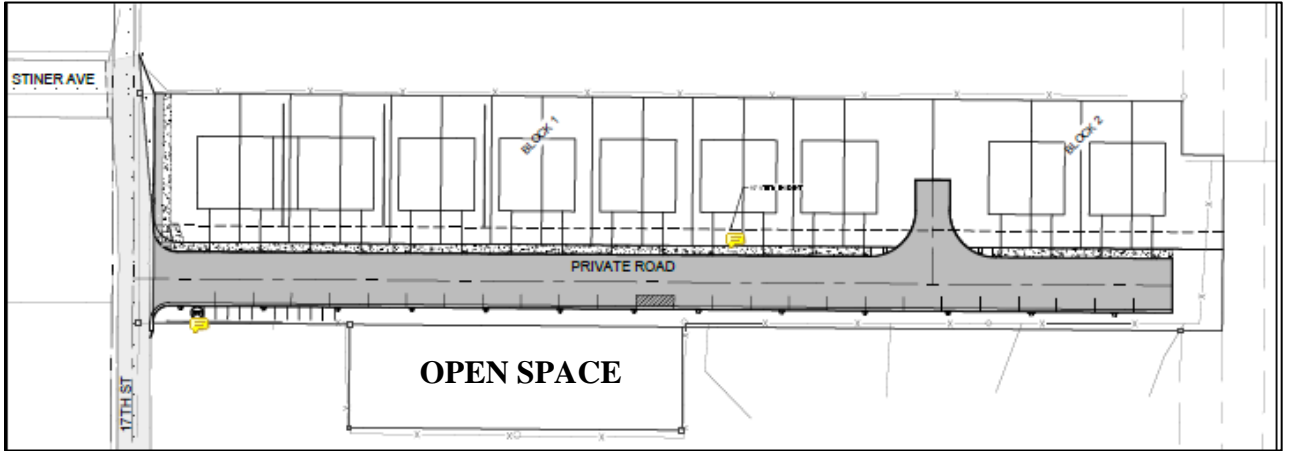 STINER AVE
BLOCK 1
BLOCK 2
PRIVATE ROAD
OPEN SPACE
17TH ST